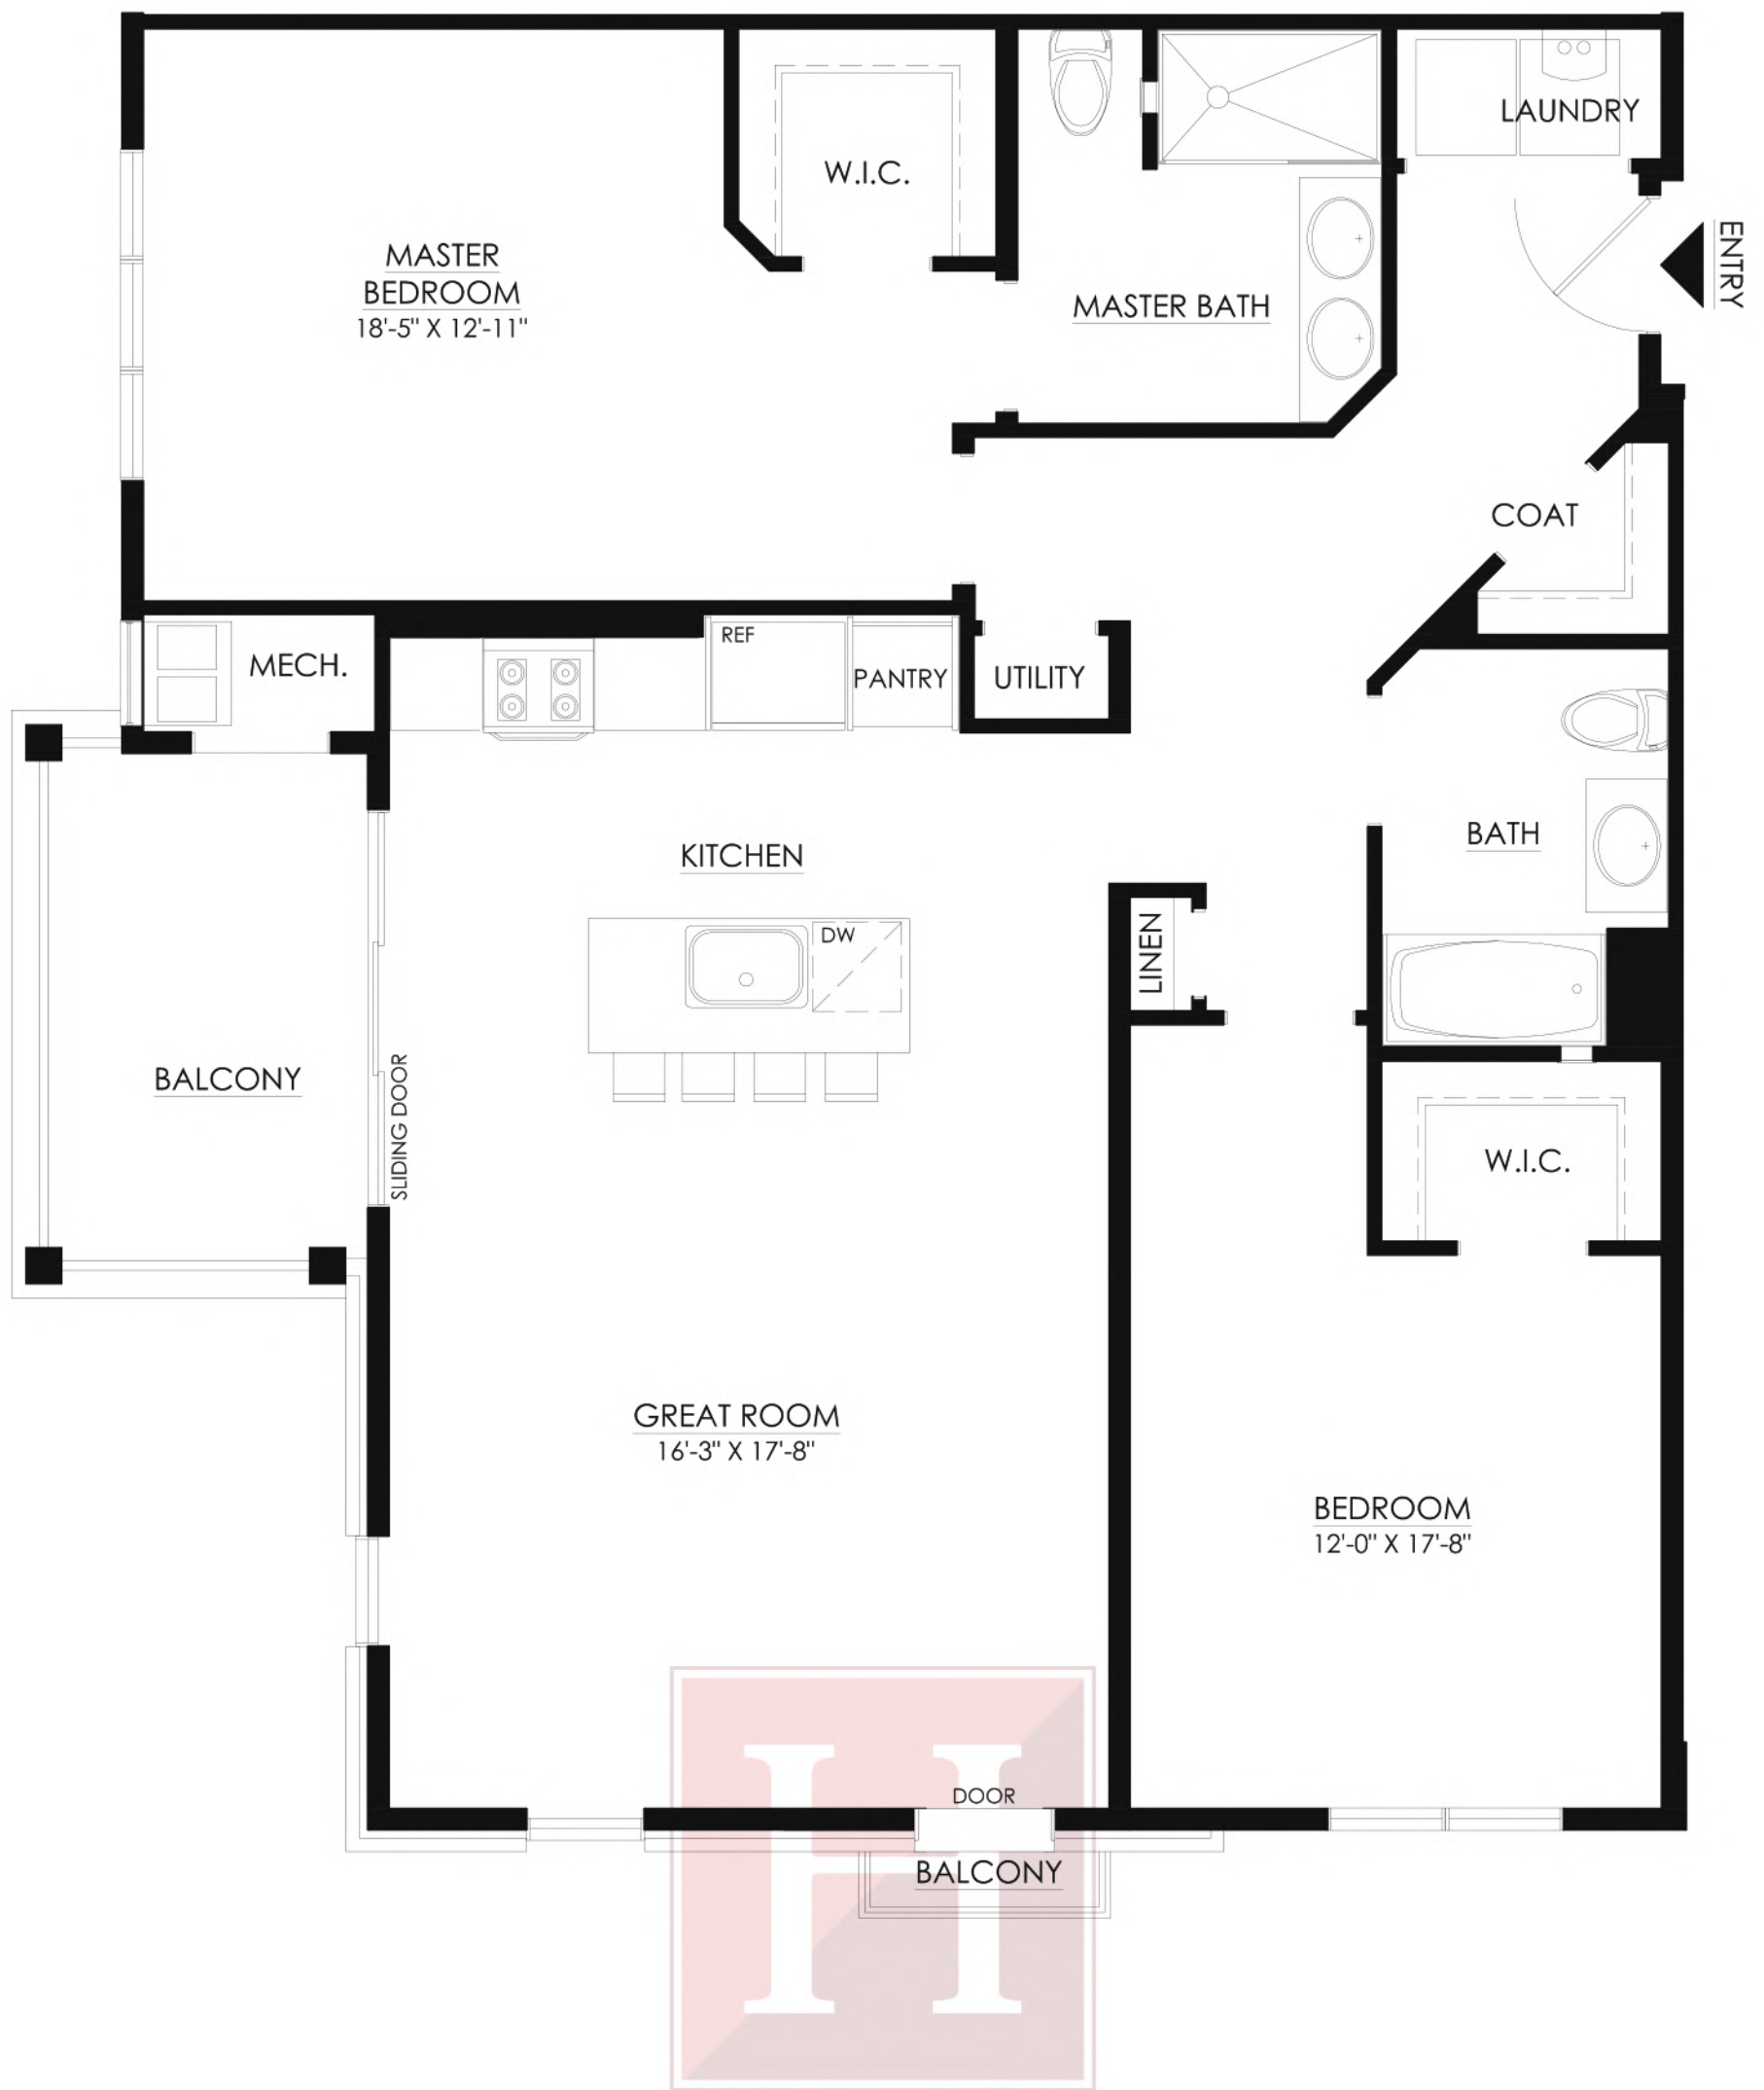 LAUNDRY
W.I.C.
ENTRY
MASTER
BEDROOM
18'-5" X 12'-11"
MASTER BATH
COAT
REF
MECH.
PANTRY
UTILITY
BATH
KITCHEN
DW
LINEN
BALCONY
SLIDING DOOR
W.I.C.
GREAT ROOM
16'-3" X 17'-8"
BEDROOM
12'-0" X 17'-8"
DOOR
BALCONY
H